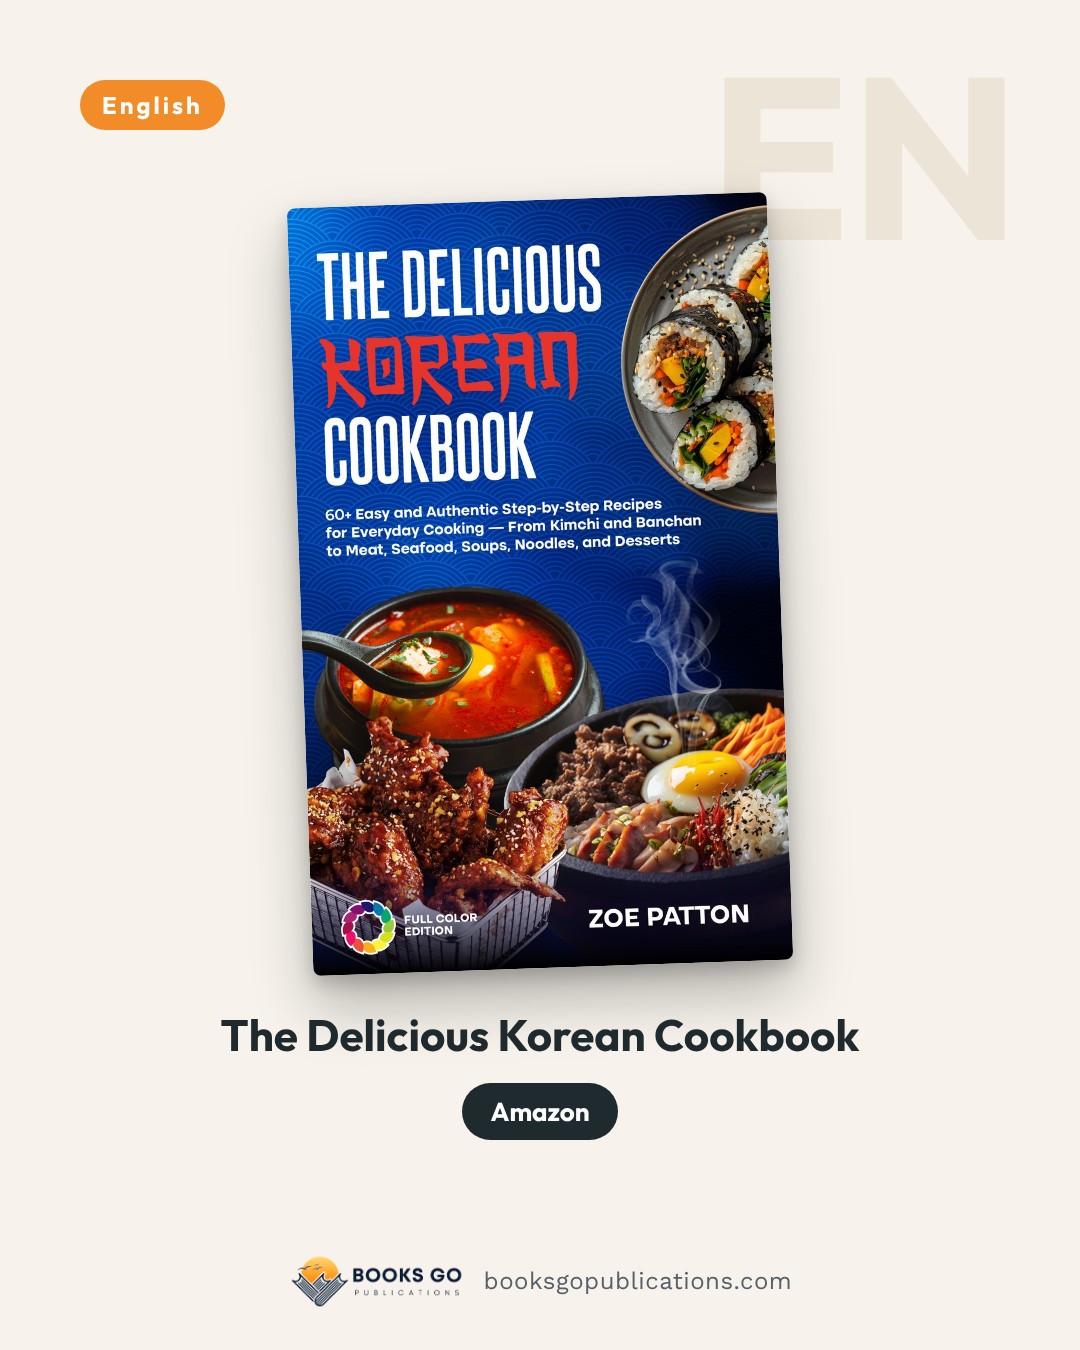 English
EN
THE DELICIOUS
KOREAN
COOKBOOK
60+ Easy and Authentic Step-by-Step Recipes
for Everyday Cooking — From Kimchi and Banchan
to Meat, Seafood, Soups, Noodles, and Desserts
FULL COLOR
EDITION
ZOE PATTON
The Delicious Korean Cookbook
Amazon
BOOKS GO
PUBLICATIONS
booksgopublications.com